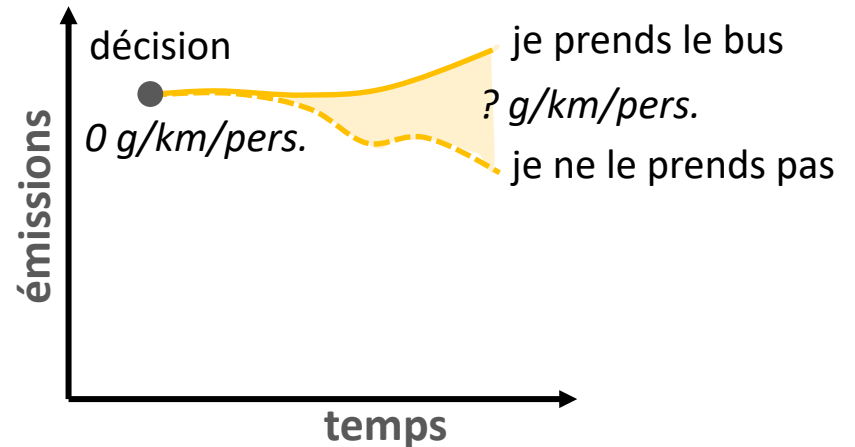 décision
je prends le bus
? g/km/pers.
0 g/km/pers.
je ne le prends pas
émissions
temps